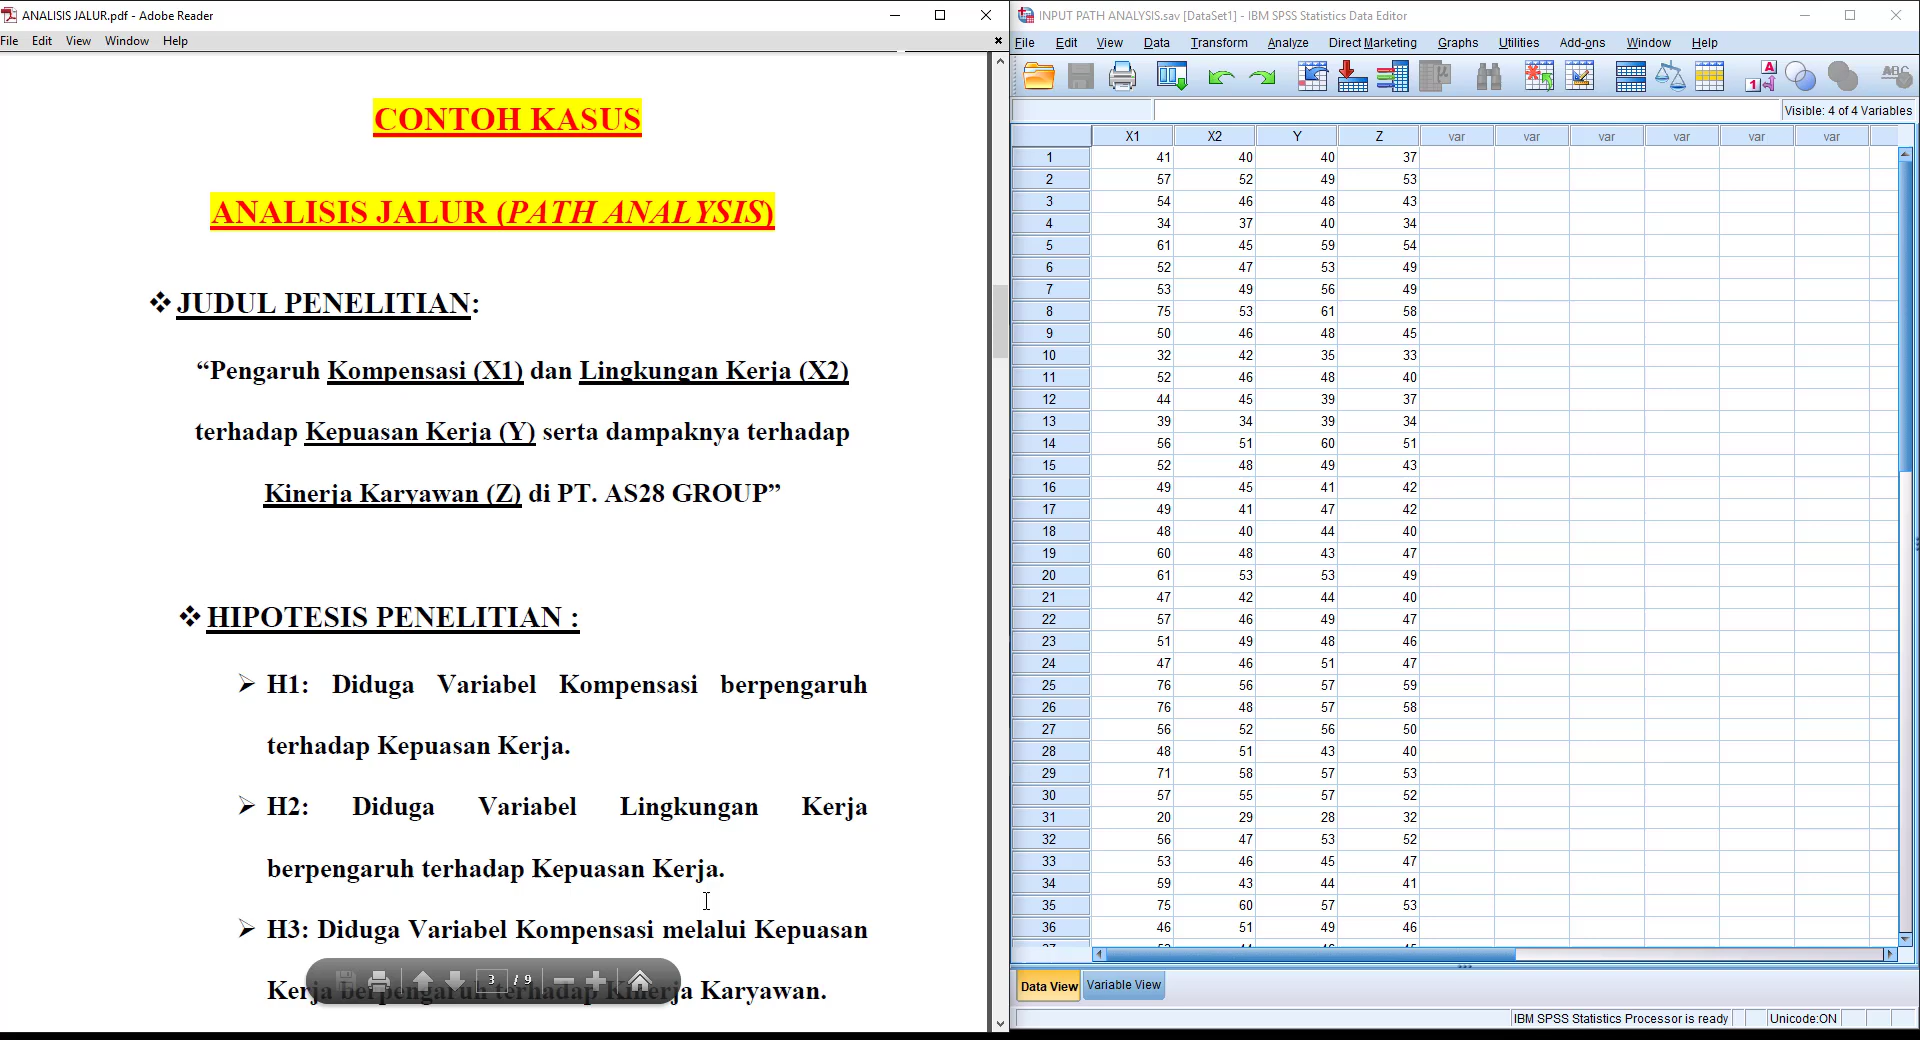 ANALISIS JALUR.pdf - Adobe Reader
File Edit View Window Help
CONTOH KASUS
ANALISIS JALUR (PATH ANALYSIS)
❖ JUDUL PENELITIAN:
“Pengaruh Kompensasi (X1) dan Lingkungan Kerja (X2)
terhadap Kepuasan Kerja (Y) serta dampaknya terhadap
Kinerja Karyawan (Z) di PT. AS28 GROUP”
❖ HIPOTESIS PENELITIAN :
➢ H1: Diduga Variabel Kompensasi berpengaruh
terhadap Kepuasan Kerja.
➢ H2: Diduga Variabel Lingkungan Kerja
berpengaruh terhadap Kepuasan Kerja.
➢ H3: Diduga Variabel Kompensasi melalui Kepuasan
Kerja berpengaruh terhadap Kinerja Karyawan.
3 / 9
INPUT PATH ANALYSIS.sav [DataSet1] - IBM SPSS Statistics Data Editor
File Edit View Data Transform Analyze Direct Marketing Graphs Utilities Add-ons Window Help
Visible: 4 of 4 Variables
X1 X2 Y Z var var var var var var
1 41 40 40 37
2 57 52 49 53
3 54 46 48 43
4 34 37 40 34
5 61 45 59 54
6 52 47 53 49
7 53 49 56 49
8 75 53 61 58
9 50 46 48 45
10 32 42 35 33
11 52 46 48 40
12 44 45 39 37
13 39 34 39 34
14 56 51 60 51
15 52 48 49 43
16 49 45 41 42
17 49 41 47 42
18 48 40 44 40
19 60 48 43 47
20 61 53 53 49
21 47 42 44 40
22 57 46 49 47
23 51 49 48 46
24 47 46 51 47
25 76 56 57 59
26 76 48 57 58
27 56 52 56 50
28 48 51 43 40
29 71 58 57 53
30 57 55 57 52
31 20 29 28 32
32 56 47 53 52
33 53 46 45 47
34 59 43 44 41
35 75 60 57 53
36 46 51 49 46
Data View Variable View
IBM SPSS Statistics Processor is ready Unicode:ON